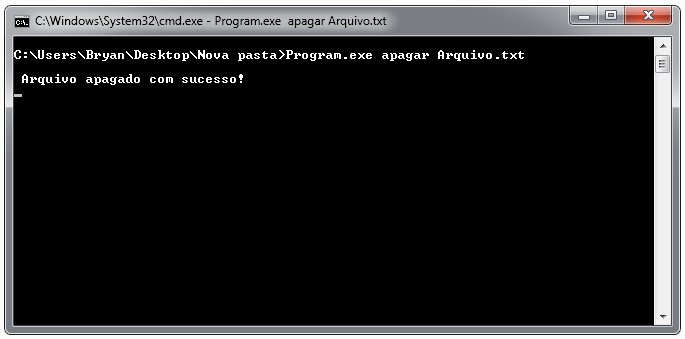 C:\Windows\System32\cmd.exe - Program.exe  apagar Arquivo.txt
C:\Users\Bryan\Desktop\Nova pasta>Program.exe apagar Arquivo.txt
Arquivo apagado com sucesso!